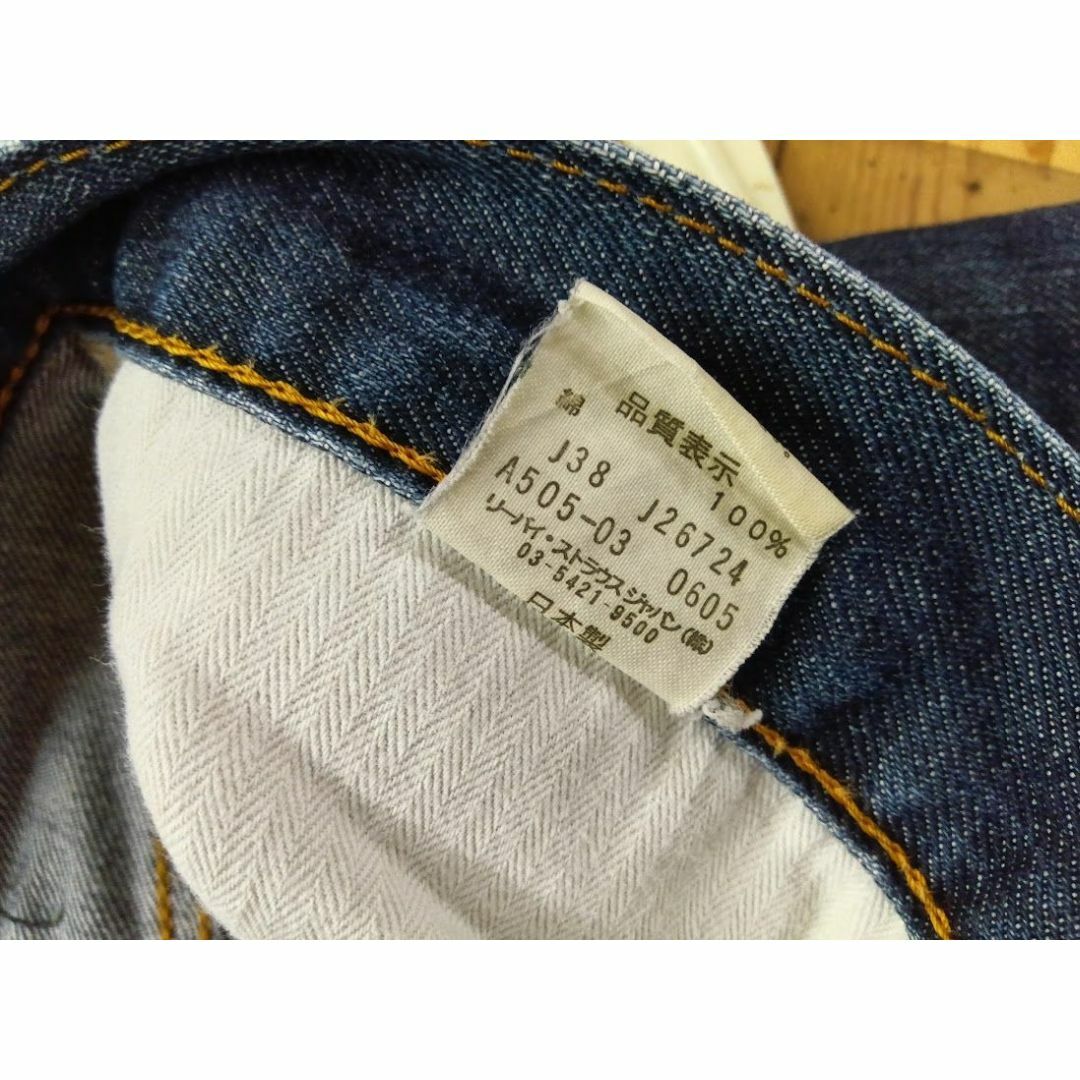 品質表示
綿 100%
J38 J26724
A505-03 0605
リーバイ・ストラウス ジャパン(株)
03-5421-9500
日本製